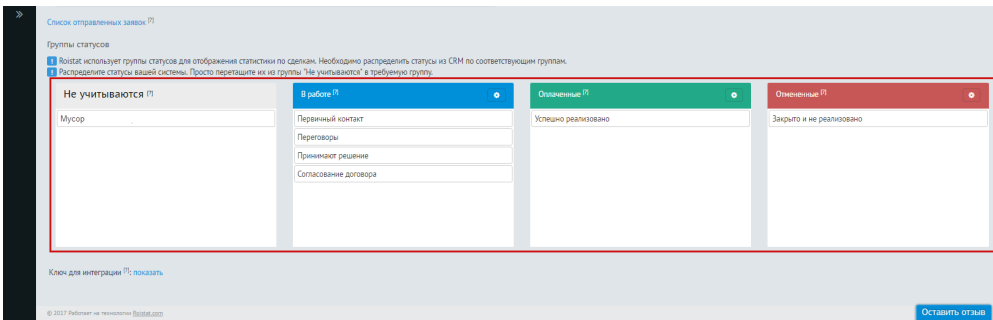 Список отправленных заявок [?]
Группы статусов
! Roistat использует группы статусов для отображения статистики по сделкам. Необходимо распределить статусы из CRM по соответствующим группам.
! Распределите статусы вашей системы. Просто перетащите их из группы "Не учитываются" в требуемую группу.
Не учитываются [?]
Мусор
В работе [?]
Первичный контакт
Переговоры
Принимают решение
Согласование договора
Оплаченные [?]
Успешно реализовано
Отмененные [?]
Закрыто и не реализовано
Ключ для интеграции [?]: показать
© 2017 Работает на технологии Roistat.com
Оставить отзыв